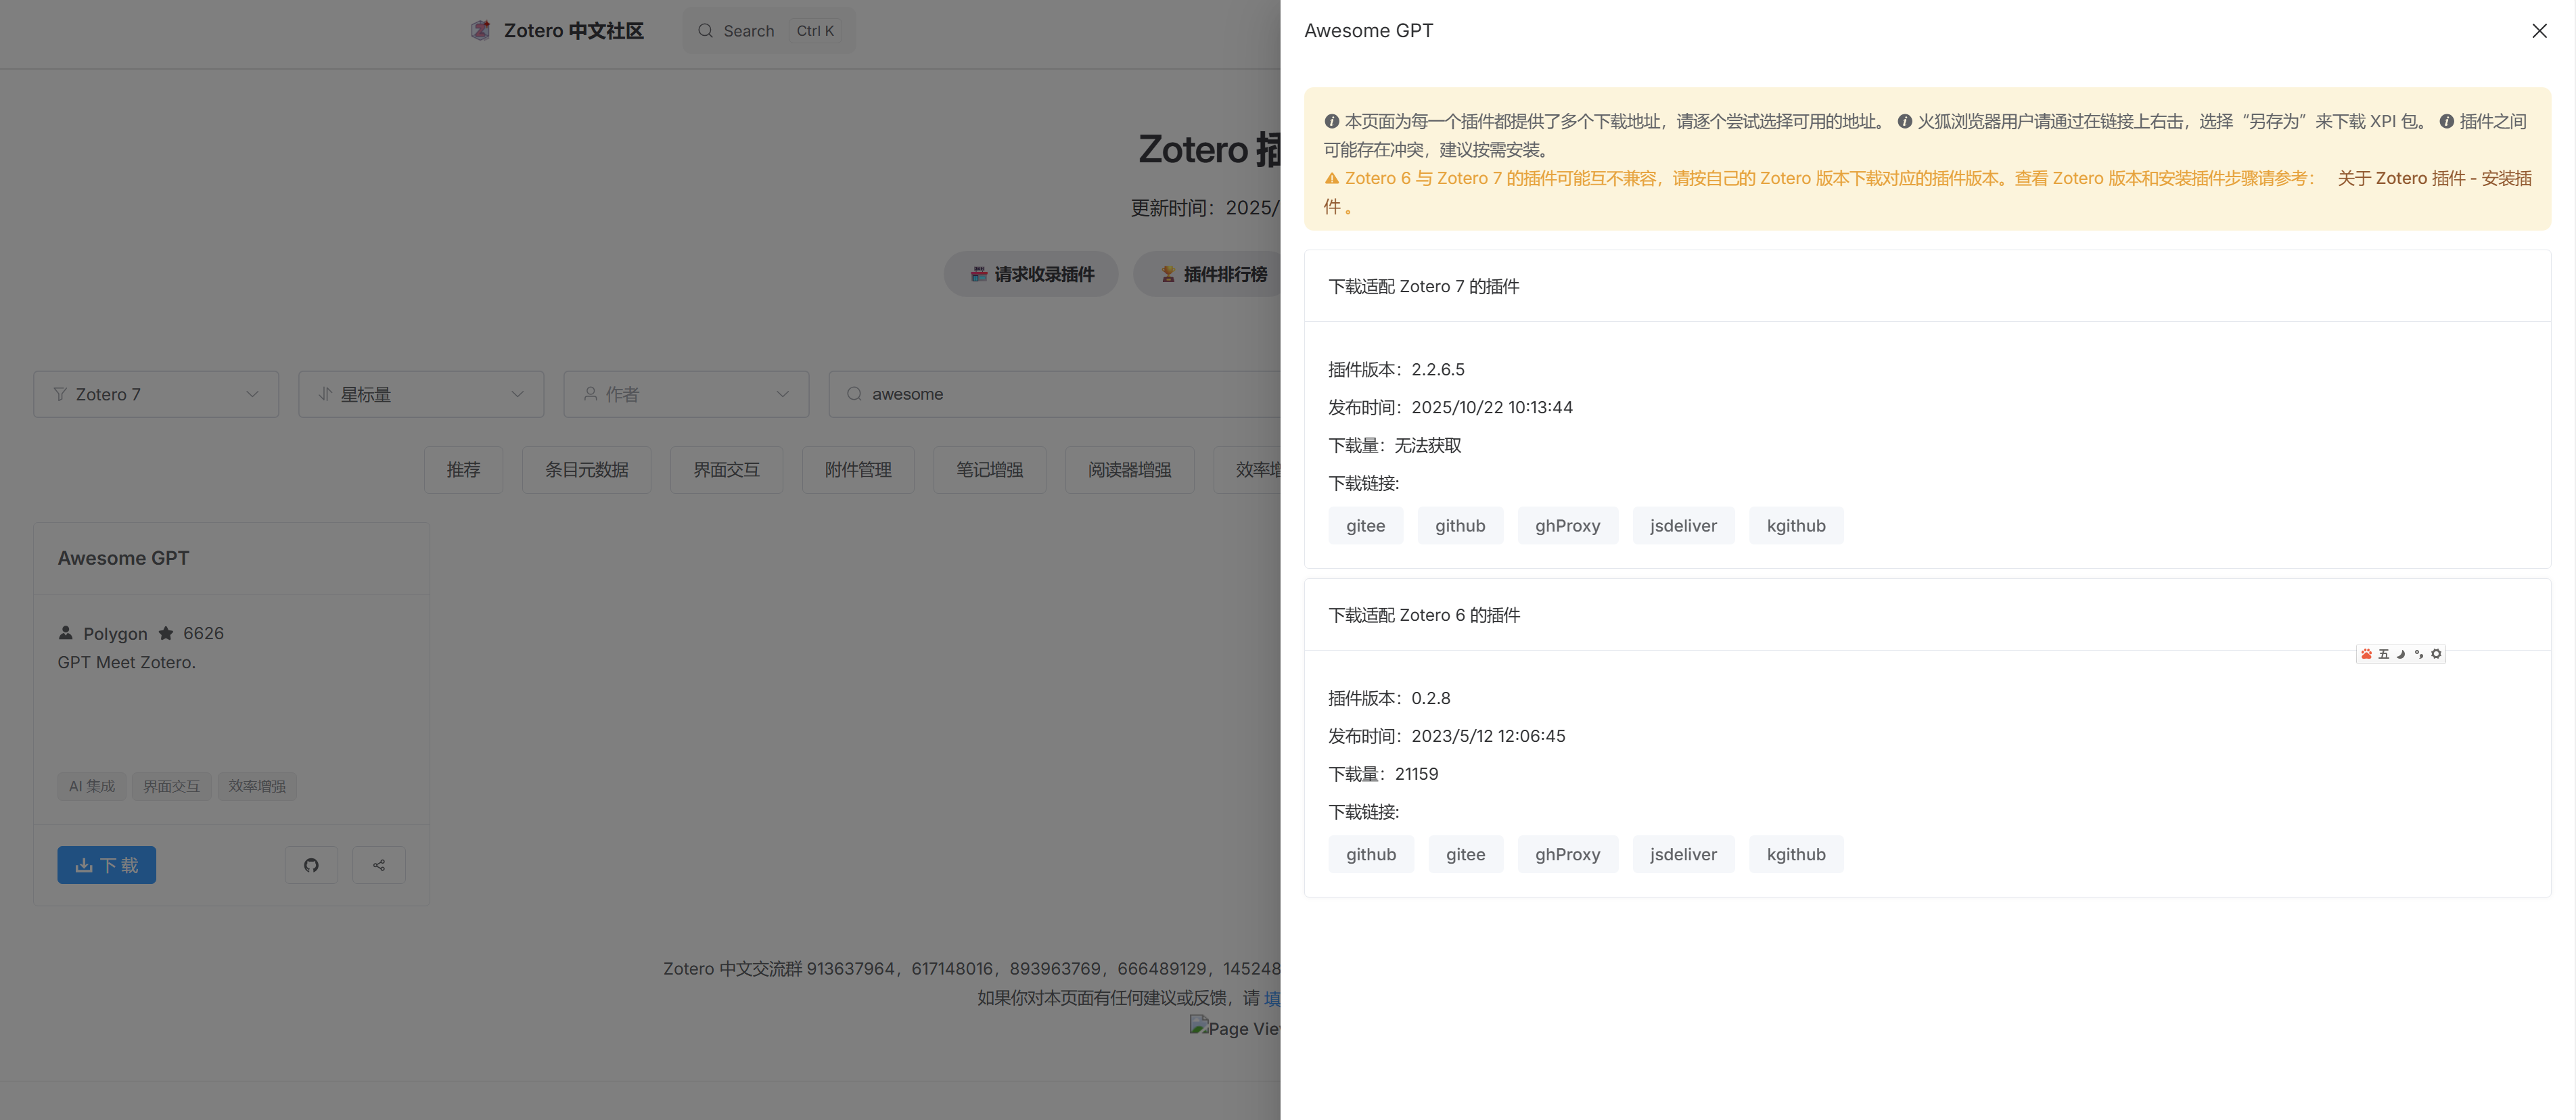 Zotero 中文社区
Search Ctrl K
Zotero 插
更新时间：2025/
请求收录插件 插件排行榜
Zotero 7 星标量 作者 awesome
推荐 条目元数据 界面交互 附件管理 笔记增强 阅读器增强 效率增
Awesome GPT
Polygon 6626
GPT Meet Zotero.
AI 集成 界面交互 效率增强
下载
Zotero 中文交流群 913637964，617148016，893963769，666489129，145248
如果你对本页面有任何建议或反馈，请 填
Page Vie
Awesome GPT
本页面为每一个插件都提供了多个下载地址，请逐个尝试选择可用的地址。 火狐浏览器用户请通过在链接上右击，选择“另存为”来下载 XPI 包。 插件之间
可能存在冲突，建议按需安装。
Zotero 6 与 Zotero 7 的插件可能互不兼容，请按自己的 Zotero 版本下载对应的插件版本。查看 Zotero 版本和安装插件步骤请参考： 关于 Zotero 插件 - 安装插
件 。
下载适配 Zotero 7 的插件
插件版本：2.2.6.5
发布时间：2025/10/22 10:13:44
下载量：无法获取
下载链接:
gitee github ghProxy jsdeliver kgithub
下载适配 Zotero 6 的插件
五
插件版本：0.2.8
发布时间：2023/5/12 12:06:45
下载量：21159
下载链接:
github gitee ghProxy jsdeliver kgithub